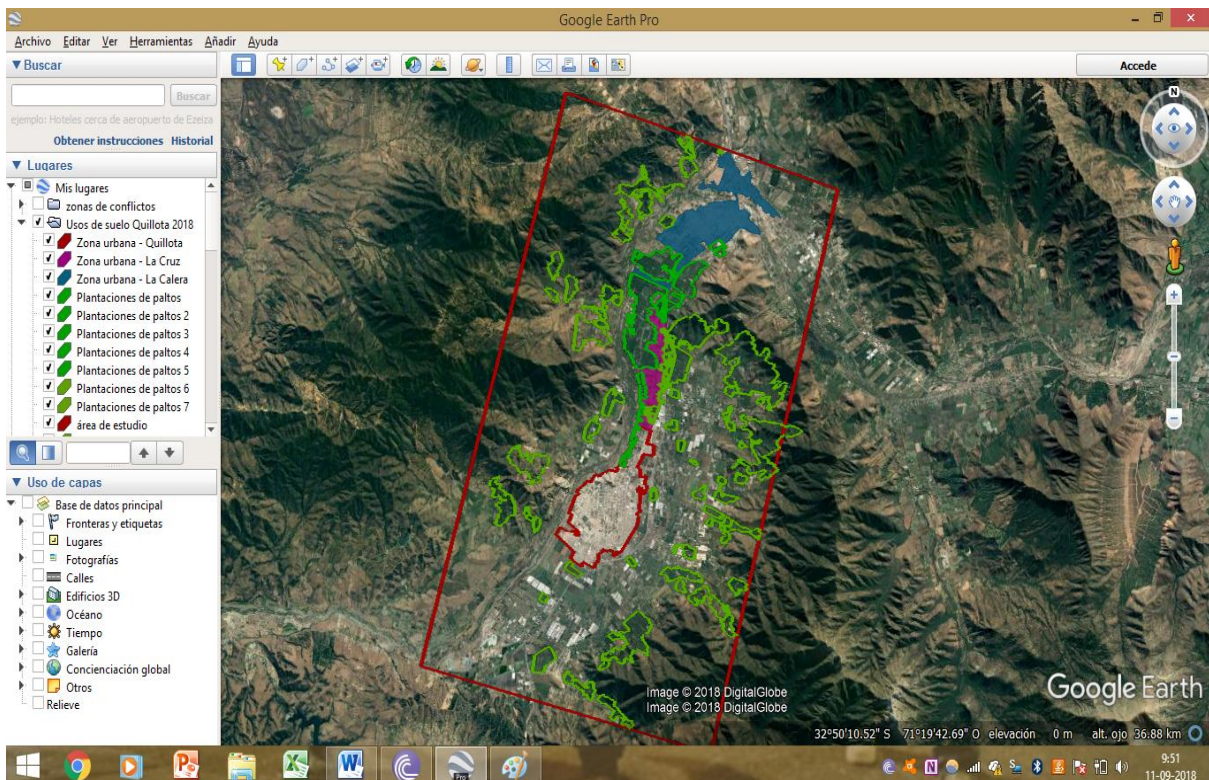 Google Earth Pro
Archivo Editar Ver Herramientas Añadir Ayuda
▼ Buscar
Buscar
ejemplo: Hoteles cerca de aeropuerto de Ezeiza
Obtener instrucciones Historial
▼ Lugares
Mis lugares
zonas de conflictos
Usos de suelo Quillota 2018
Zona urbana - Quillota
Zona urbana - La Cruz
Zona urbana - La Calera
Plantaciones de paltos
Plantaciones de paltos 2
Plantaciones de paltos 3
Plantaciones de paltos 4
Plantaciones de paltos 5
Plantaciones de paltos 6
Plantaciones de paltos 7
área de estudio
▼ Uso de capas
Base de datos principal
Fronteras y etiquetas
Lugares
Fotografías
Calles
Edificios 3D
Océano
Tiempo
Galería
Concienciación global
Otros
Relieve
Accede
N
Image © 2018 DigitalGlobe
Image © 2018 DigitalGlobe
Google Earth
32°50'10.52" S 71°19'42.69" O elevación 0 m alt. ojo 36.88 km
9:51
11-09-2018